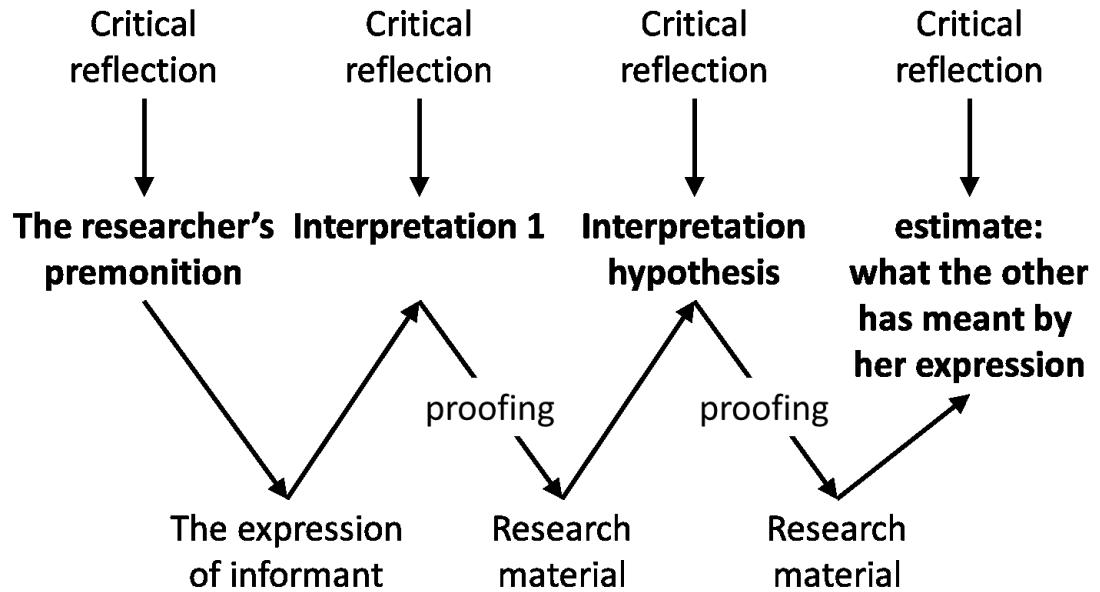 Critical
reflection
Critical
reflection
Critical
reflection
Critical
reflection
The researcher’s
premonition
Interpretation 1
Interpretation
hypothesis
estimate:
what the other
has meant by
her expression
proofing
proofing
The expression
of informant
Research
material
Research
material